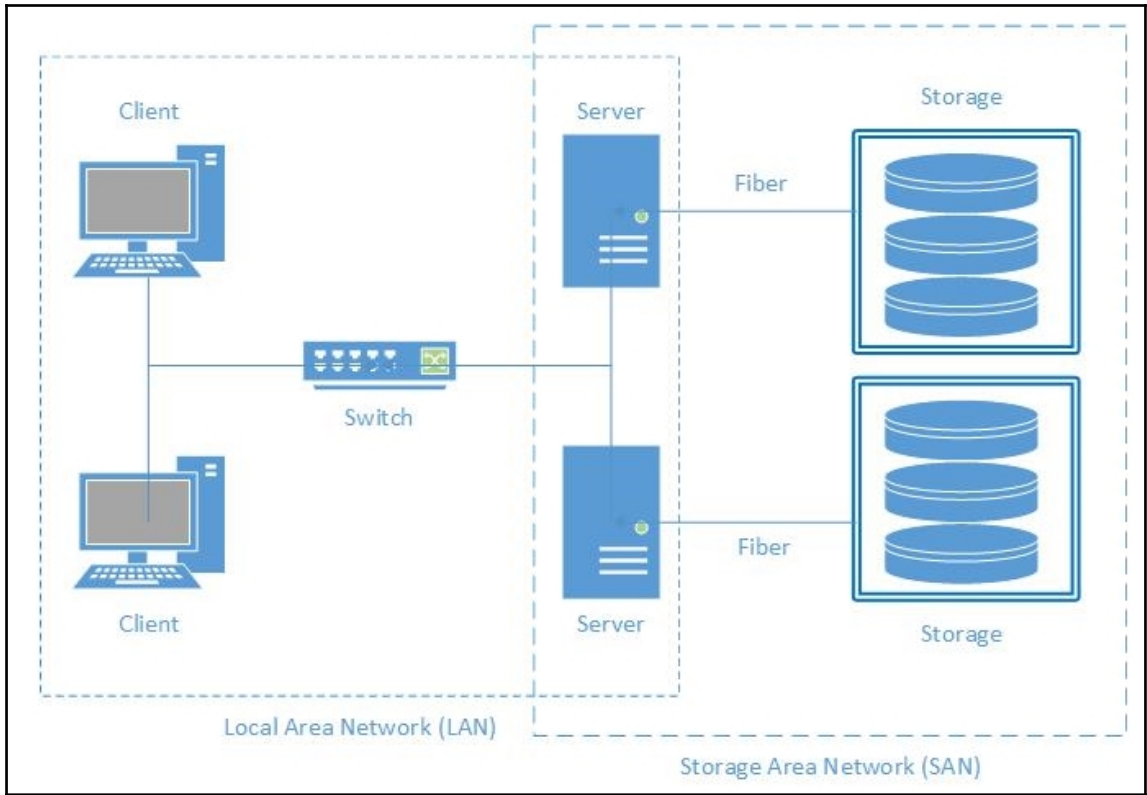 Client
Server
Storage
Fiber
Switch
Fiber
Client
Server
Storage
Local Area Network (LAN)
Storage Area Network (SAN)